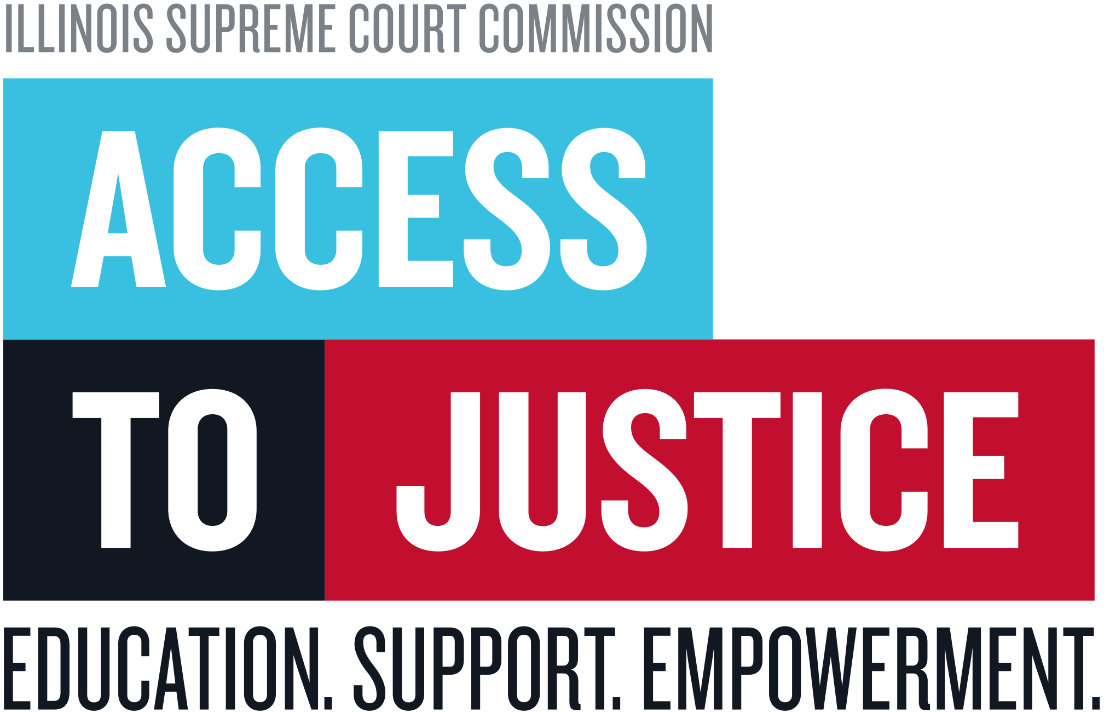 ILLINOIS SUPREME COURT COMMISSION
ACCESS
TO JUSTICE
EDUCATION. SUPPORT. EMPOWERMENT.